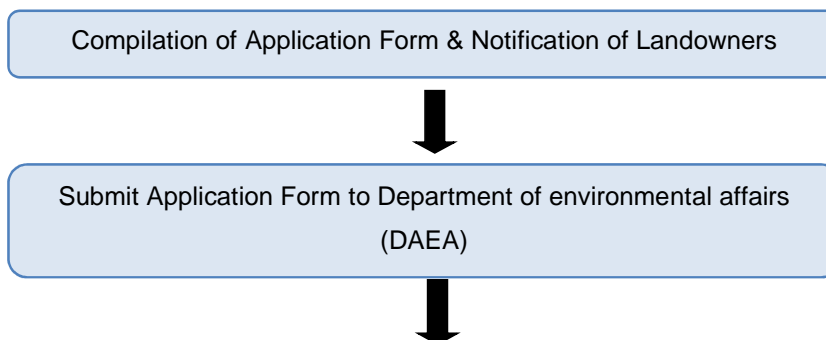 Compilation of Application Form & Notification of Landowners
Submit Application Form to Department of environmental affairs
(DAEA)